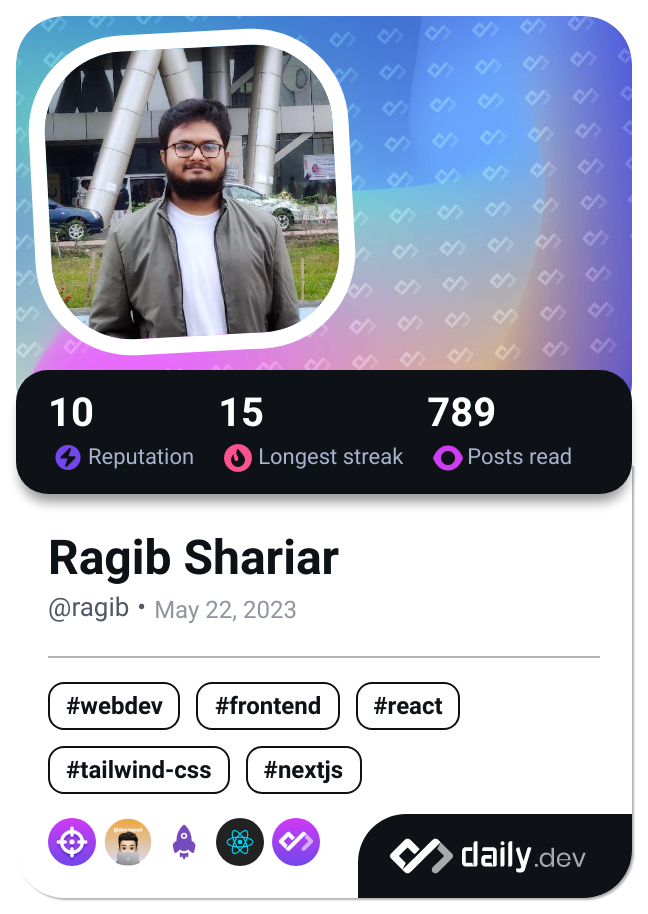 10 15 789
Reputation Longest streak Posts read
Ragib Shariar
@ragib • May 22, 2023
#webdev #frontend #react
#tailwind-css #nextjs
daily.dev